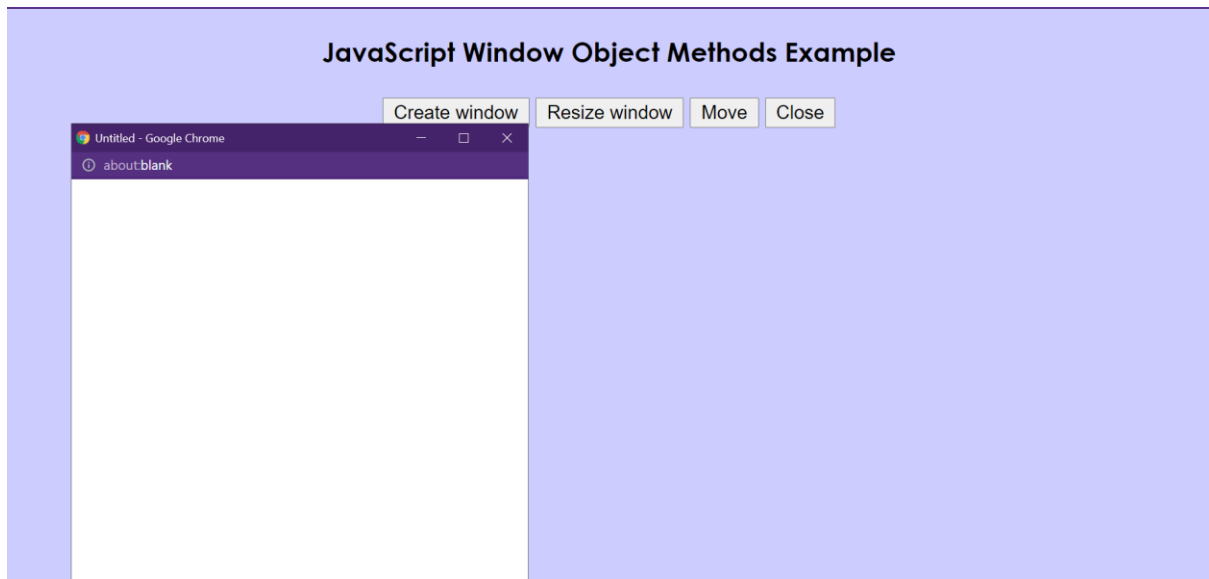 JavaScript Window Object Methods Example
Create window Resize window Move Close
Untitled - Google Chrome
about:blank